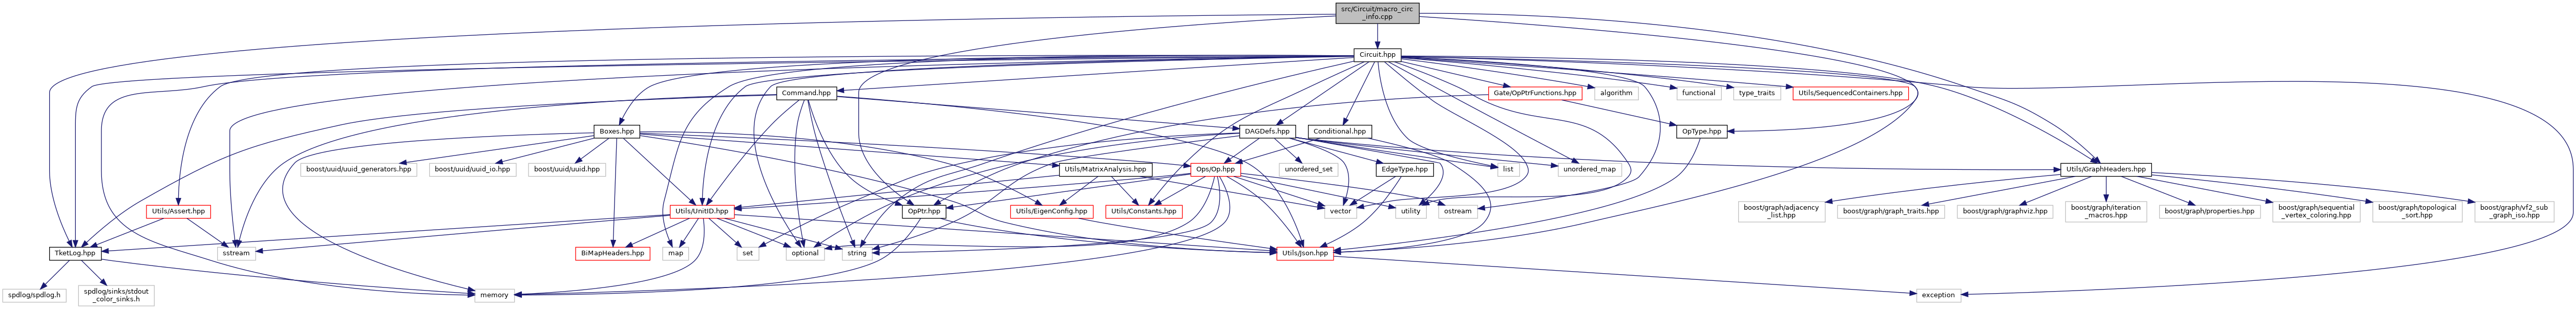 src/Circuit/macro_circ
_info.cpp
Circuit.hpp
Command.hpp
Gate/OpPtrFunctions.hpp
algorithm
functional
type_traits
Utils/SequencedContainers.hpp
Boxes.hpp
DAGDefs.hpp
Conditional.hpp
OpType.hpp
boost/uuid/uuid_generators.hpp
boost/uuid/uuid_io.hpp
boost/uuid/uuid.hpp
Utils/MatrixAnalysis.hpp
Ops/Op.hpp
unordered_set
EdgeType.hpp
list
unordered_map
Utils/GraphHeaders.hpp
Utils/Assert.hpp
Utils/UnitID.hpp
OpPtr.hpp
Utils/EigenConfig.hpp
Utils/Constants.hpp
vector
utility
ostream
boost/graph/adjacency
_list.hpp
boost/graph/graph_traits.hpp
boost/graph/graphviz.hpp
boost/graph/iteration
_macros.hpp
boost/graph/properties.hpp
boost/graph/sequential
_vertex_coloring.hpp
boost/graph/topological
_sort.hpp
boost/graph/vf2_sub
_graph_iso.hpp
TketLog.hpp
sstream
BiMapHeaders.hpp
map
set
optional
string
Utils/Json.hpp
spdlog/spdlog.h
spdlog/sinks/stdout
_color_sinks.h
memory
exception